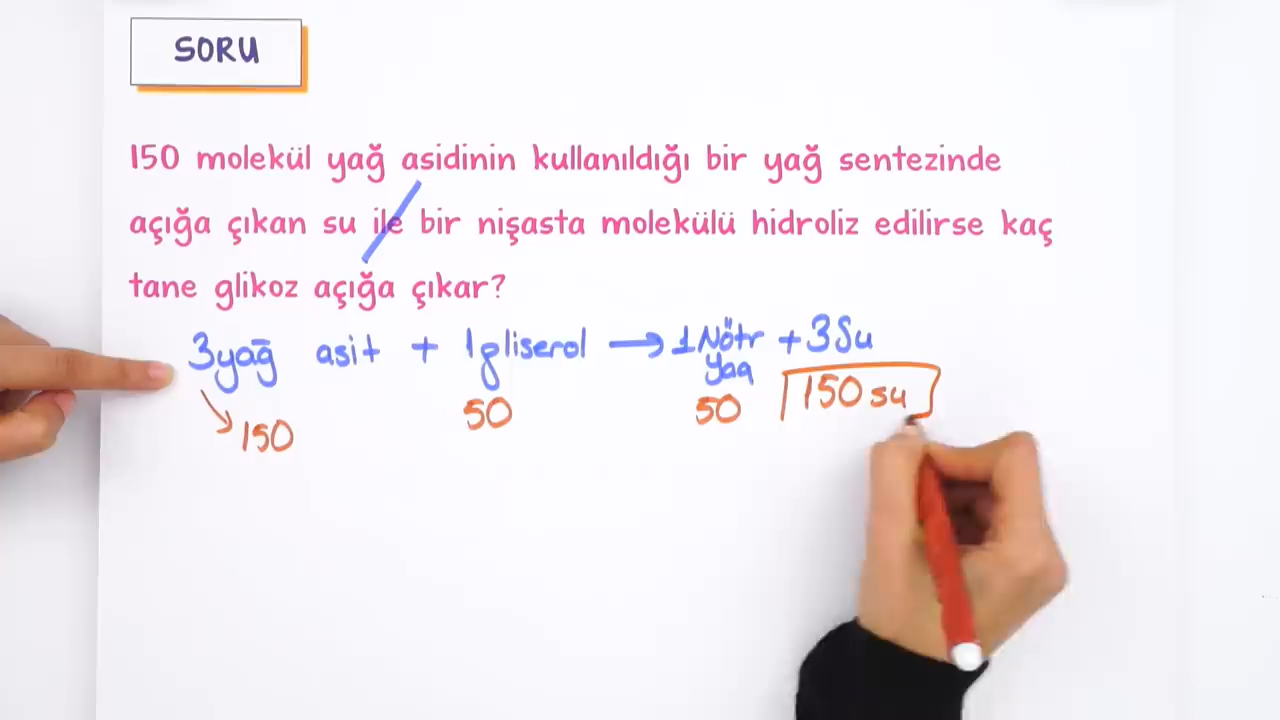 SORU
150 molekül yağ asidinin kullanıldığı bir yağ sentezinde
açığa çıkan su ile bir nişasta molekülü hidroliz edilirse kaç
tane glikoz açığa çıkar?
3yağ asit + 1gliserol → 1Nötr + 3Su
Yaq
150 50 50 150 su